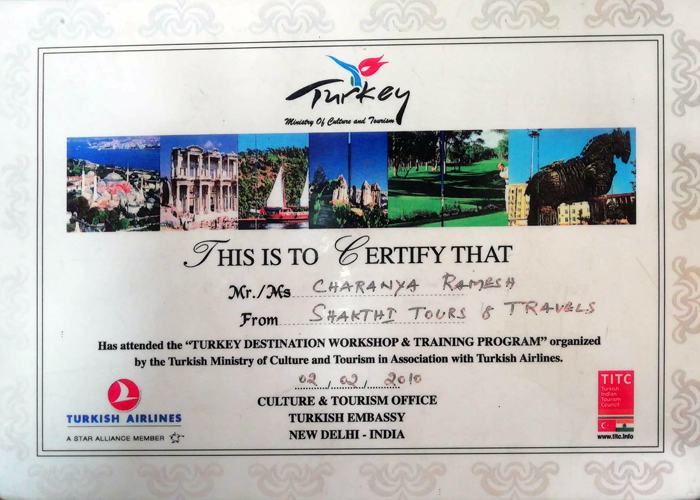 Turkey
Ministry Of Culture and Tourism
THIS IS TO CERTIFY THAT
Mr./Ms CHARANYA RAMESH
From SHAKTHI TOURS & TRAVELS
Has attended the “TURKEY DESTINATION WORKSHOP & TRAINING PROGRAM” organized
by the Turkish Ministry of Culture and Tourism in Association with Turkish Airlines.
02/02/2010
CULTURE & TOURISM OFFICE
TURKISH EMBASSY
NEW DELHI - INDIA
TURKISH AIRLINES
A STAR ALLIANCE MEMBER
TITC
Turkish
Indian
Tourism
Council
www.titc.info